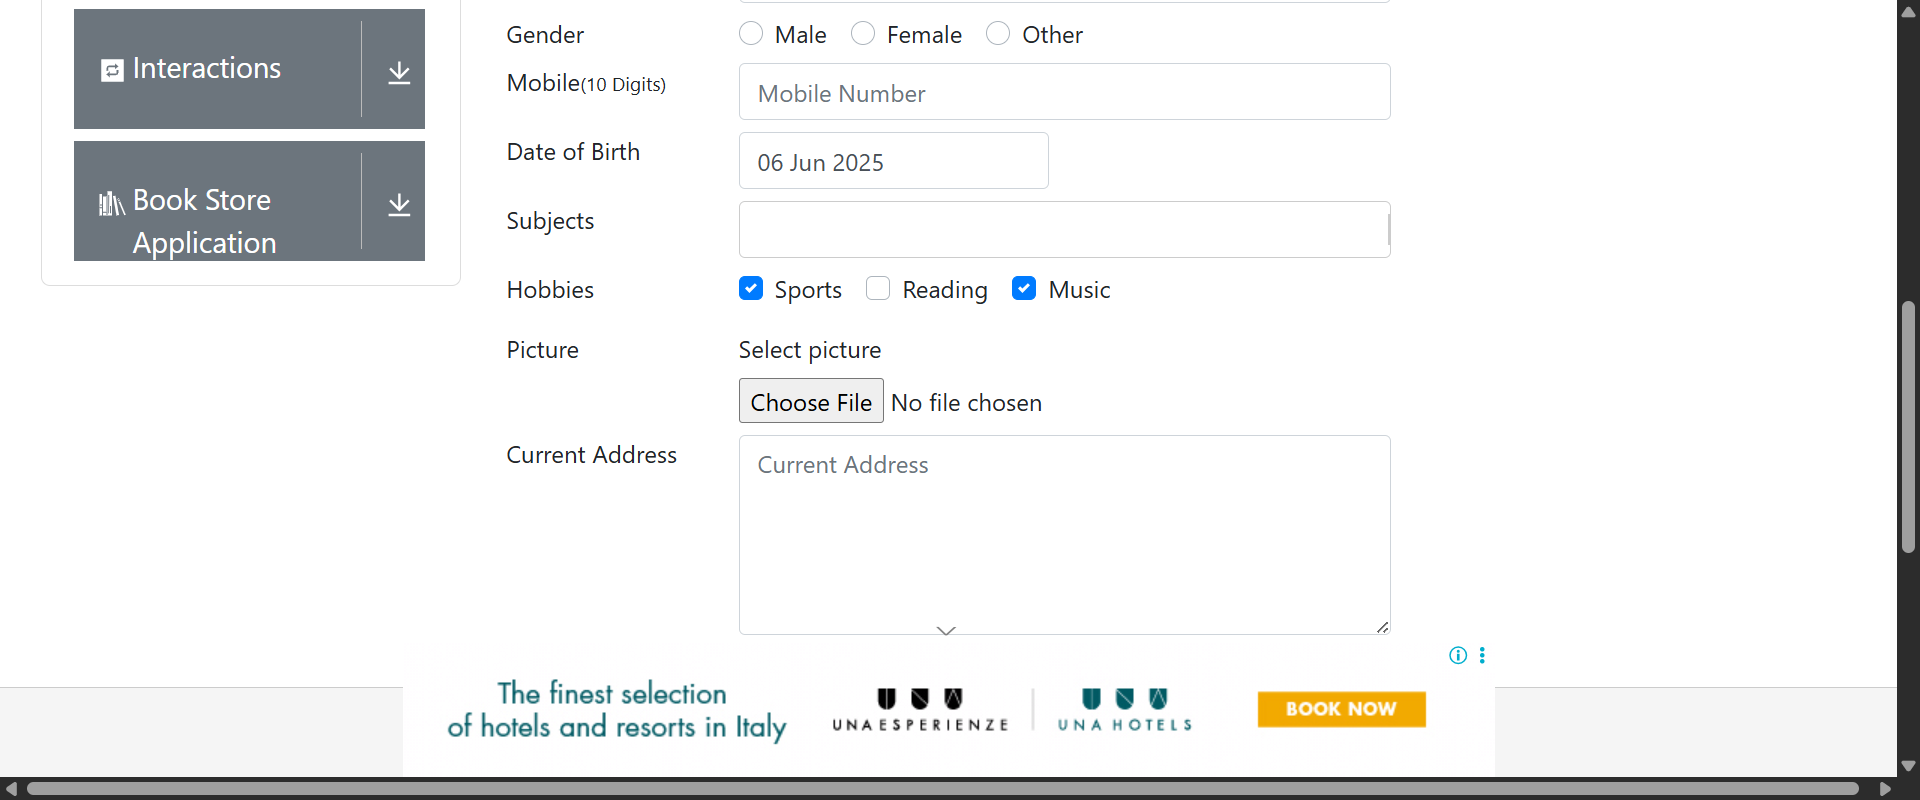 Interactions
Book Store
Application
Gender
Male Female Other
Mobile(10 Digits)
Mobile Number
Date of Birth
06 Jun 2025
Subjects
Hobbies
Sports Reading Music
Picture
Select picture
Choose File No file chosen
Current Address
Current Address
The finest selection
of hotels and resorts in Italy
UNAESPERIENZE
UNA HOTELS
BOOK NOW